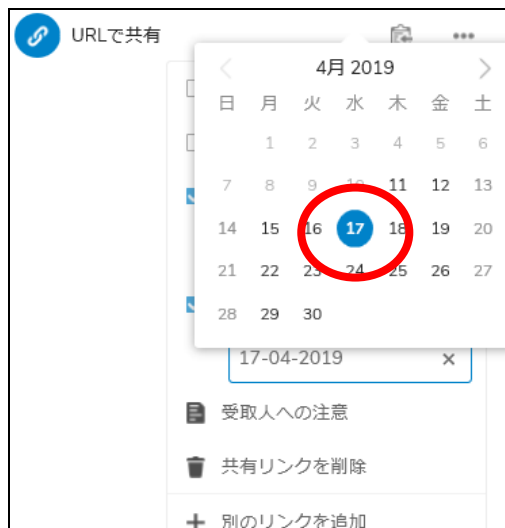 URLで共有
4月 2019
日 月 火 水 木 金 土
1 2 3 4 5 6
7 8 9 10 11 12 13
14 15 16 17 18 19 20
21 22 23 24 25 26 27
28 29 30
17-04-2019
受取人への注意
共有リンクを削除
別のリンクを追加